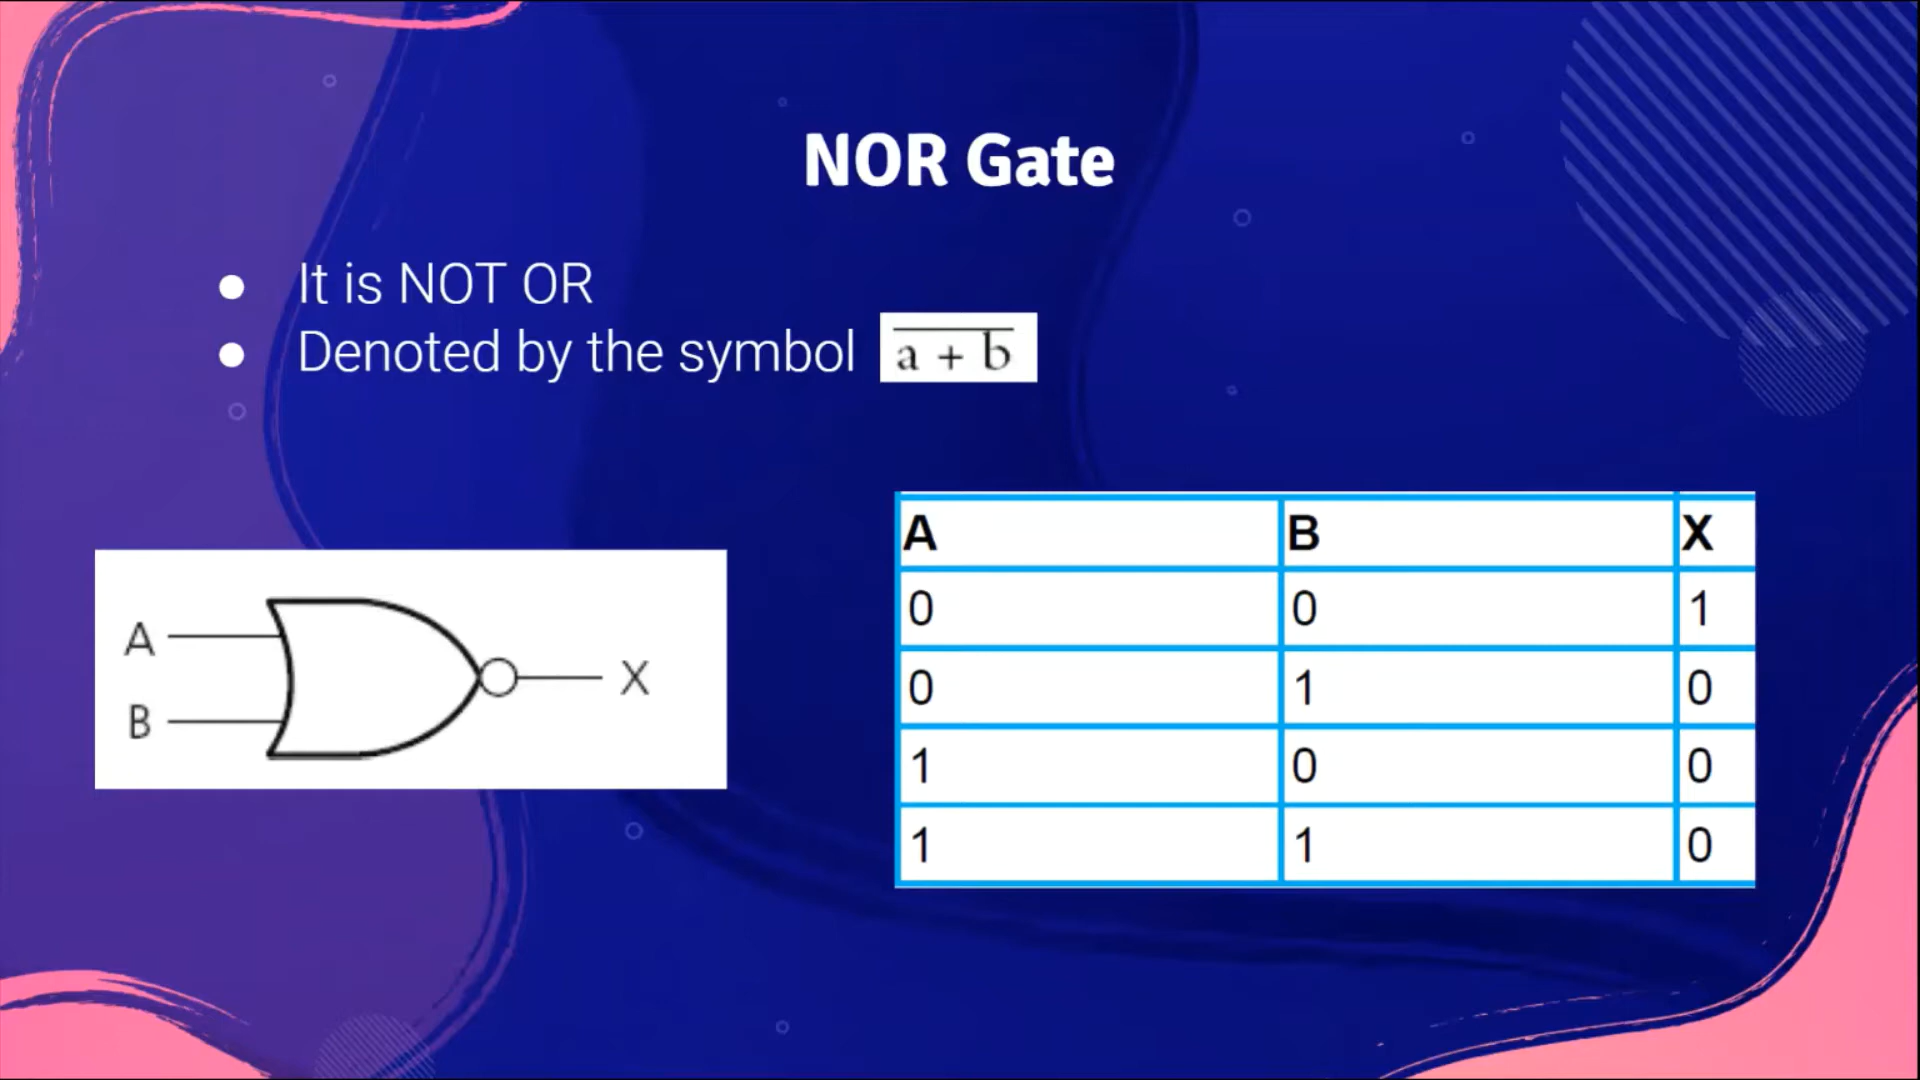 NOR Gate
● It is NOT OR
● Denoted by the symbol a + b
A
B
X
A B X
0 0 1
0 1 0
1 0 0
1 1 0